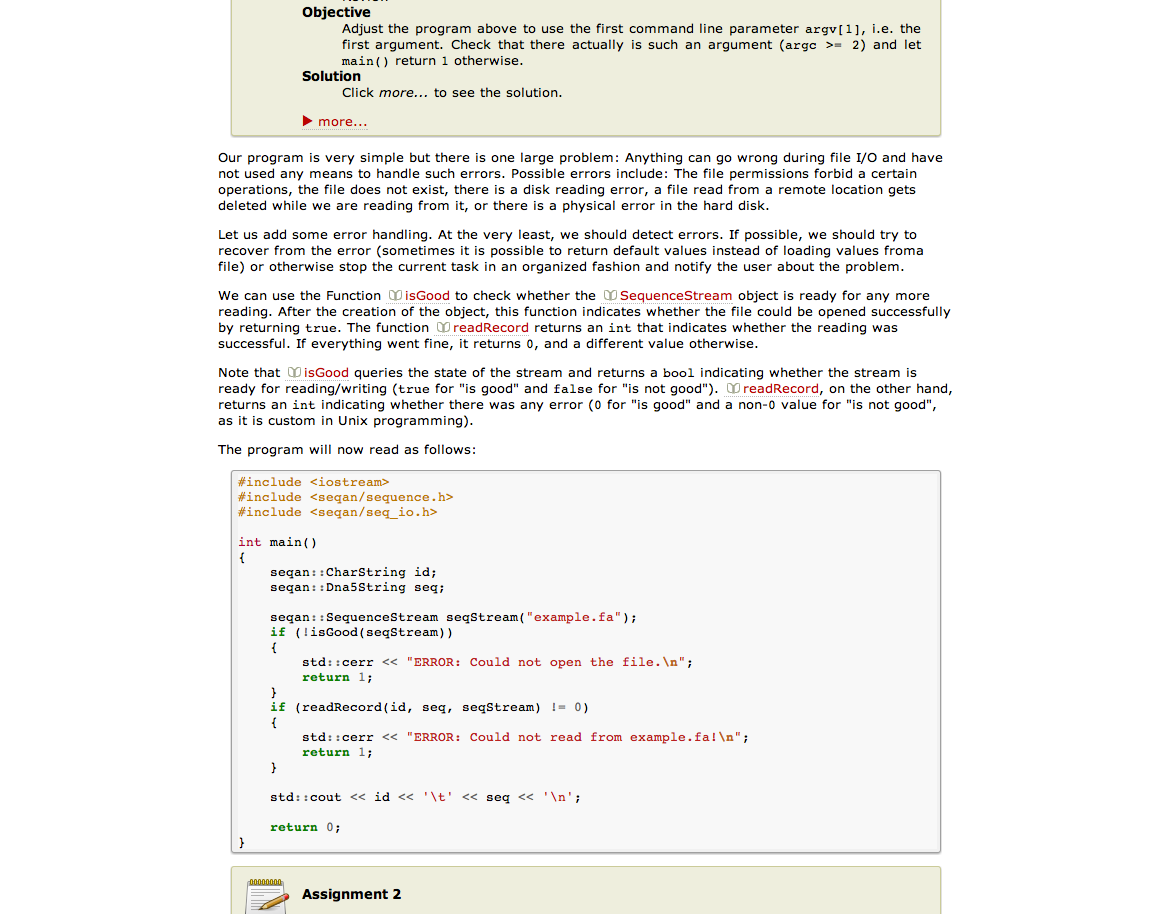 Objective
Adjust the program above to use the first command line parameter argv[1], i.e. the
first argument. Check that there actually is such an argument (argc >= 2) and let
main() return 1 otherwise.
Solution
Click more... to see the solution.
more...
Our program is very simple but there is one large problem: Anything can go wrong during file I/O and have
not used any means to handle such errors. Possible errors include: The file permissions forbid a certain
operations, the file does not exist, there is a disk reading error, a file read from a remote location gets
deleted while we are reading from it, or there is a physical error in the hard disk.
Let us add some error handling. At the very least, we should detect errors. If possible, we should try to
recover from the error (sometimes it is possible to return default values instead of loading values froma
file) or otherwise stop the current task in an organized fashion and notify the user about the problem.
We can use the Function isGood to check whether the SequenceStream object is ready for any more
reading. After the creation of the object, this function indicates whether the file could be opened successfully
by returning true. The function readRecord returns an int that indicates whether the reading was
successful. If everything went fine, it returns 0, and a different value otherwise.
Note that isGood queries the state of the stream and returns a bool indicating whether the stream is
ready for reading/writing (true for "is good" and false for "is not good"). readRecord, on the other hand,
returns an int indicating whether there was any error (0 for "is good" and a non-0 value for "is not good",
as it is custom in Unix programming).
The program will now read as follows:
#include <iostream>
#include <seqan/sequence.h>
#include <seqan/seq_io.h>
int main()
{
seqan::CharString id;
seqan::Dna5String seq;
seqan::SequenceStream seqStream("example.fa");
if (!isGood(seqStream))
{
std::cerr << "ERROR: Could not open the file.\n";
return 1;
}
if (readRecord(id, seq, seqStream) != 0)
{
std::cerr << "ERROR: Could not read from example.fa!\n";
return 1;
}
std::cout << id << '\t' << seq << '\n';
return 0;
}
Assignment 2